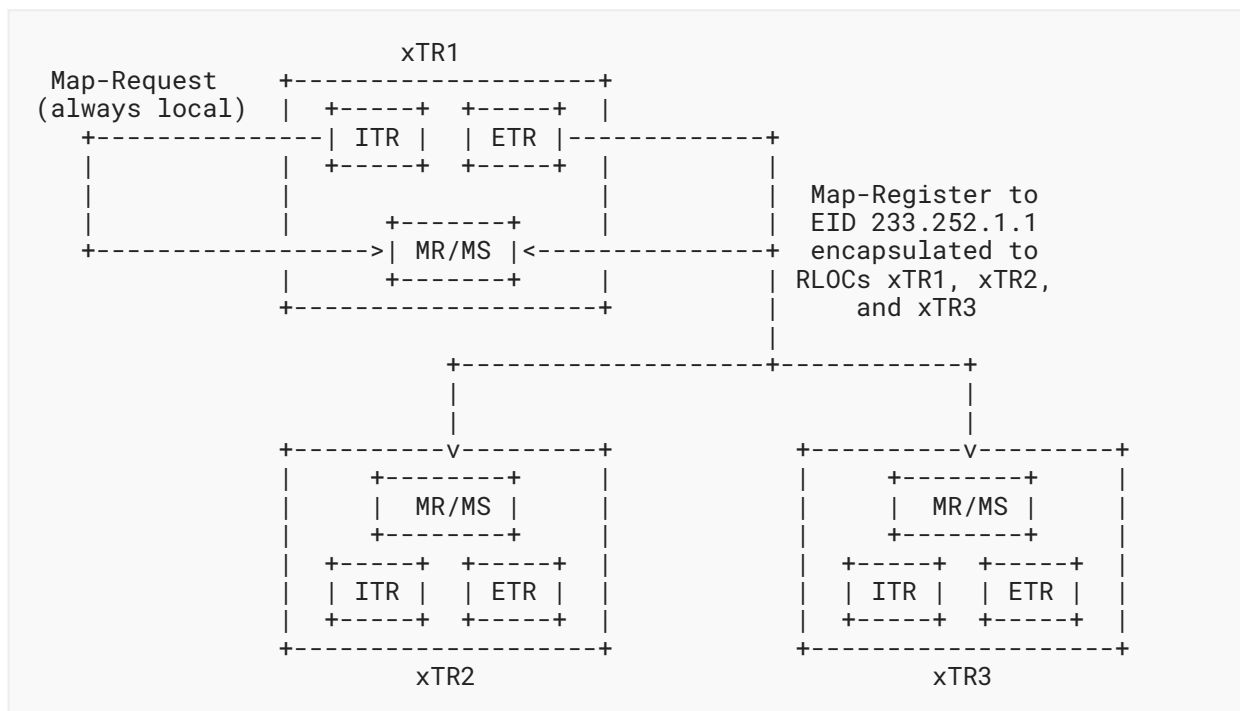 xTR1
Map-Request
(always local)
ITR ETR
Map-Register to
EID 233.252.1.1
MR/MS encapsulated to
RLOCs xTR1, xTR2,
and xTR3
MR/MS MR/MS
ITR ETR ITR ETR
xTR2 xTR3